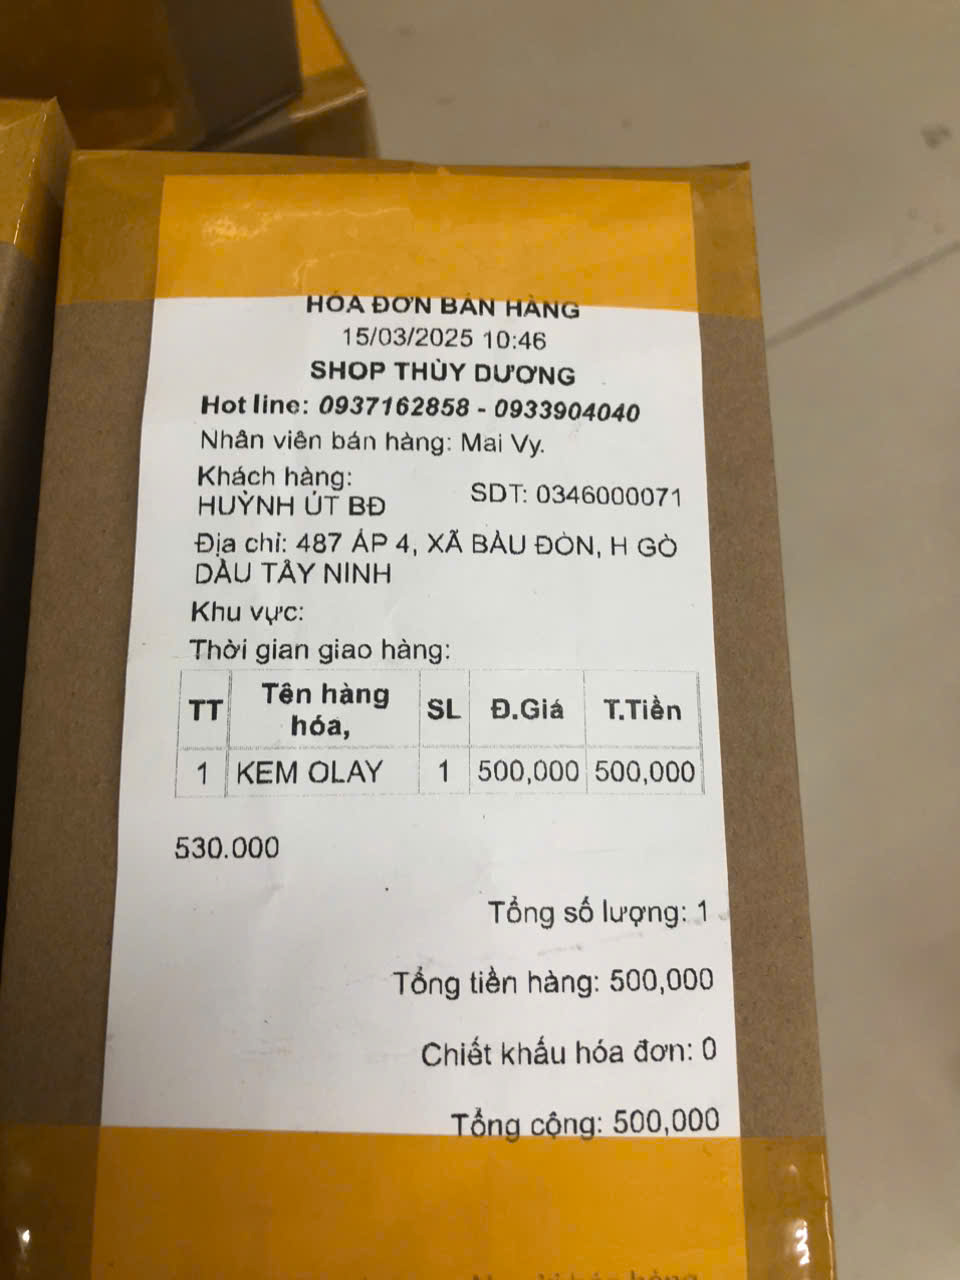 HÓA ĐƠN BÁN HÀNG
15/03/2025 10:46
SHOP THÙY DƯƠNG
Hot line: 0937162858 - 0933904040
Nhân viên bán hàng: Mai Vy.
Khách hàng:
HUỲNH ÚT BĐ
SDT: 0346000071
Địa chỉ: 487 ÁP 4, XÃ BÀU ĐÒN, H GÒ
DÀU TÂY NINH
Khu vực:
Thời gian giao hàng:
TT Tên hàng hóa, SL Đ.Giá T.Tiền
1 KEM OLAY 1 500,000 500,000
530.000
Tổng số lượng: 1
Tổng tiền hàng: 500,000
Chiết khấu hóa đơn: 0
Tổng cộng: 500,000